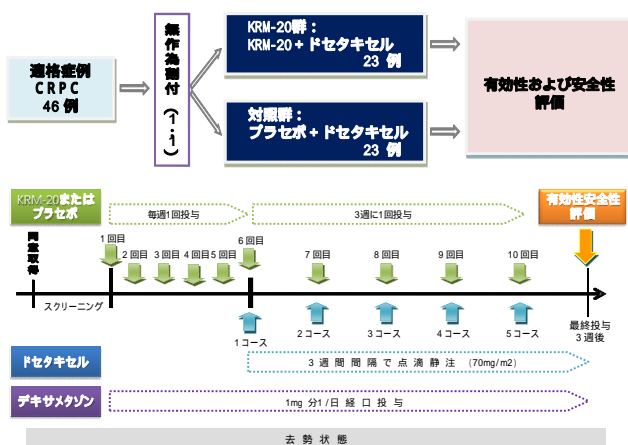 適格症例
CRPC
46 例
無作為割付(1:1)
KRM-20群:
KRM-20+ドセタキセル
23 例
対照群:
プラセボ+ドセタキセル
23 例
有効性および安全性
評価
KRM-20または
プラセボ
毎週1回投与
3週に1回投与
有効性安全性
評価
同意取得
1回目
2回目
3回目
4回目
5回目
6回目
7回目
8回目
9回目
10回目
スクリーニング
1コース
2コース
3コース
4コース
5コース
最終投与
3週後
ドセタキセル
3週間間隔で点滴静注 (70mg/m2)
デキサメタゾン
1mg 分1/日経口投与
去勢状態